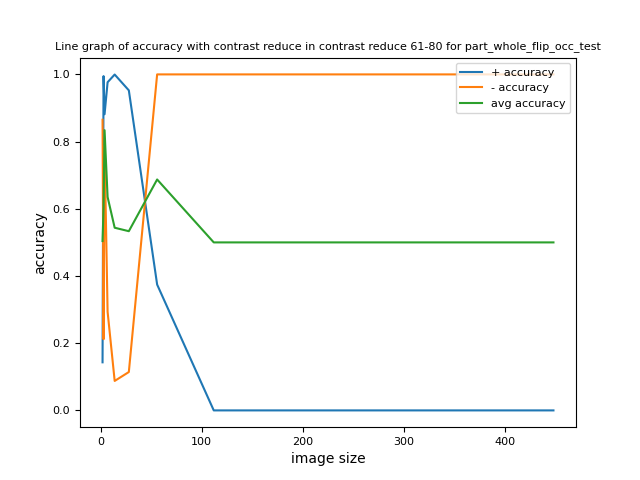 Line graph of accuracy with contrast reduce in contrast reduce 61-80 for part_whole_flip_occ_test
+ accuracy
- accuracy
avg accuracy
accuracy
1.0
0.8
0.6
0.4
0.2
0.0
0
100
200
300
400
image size